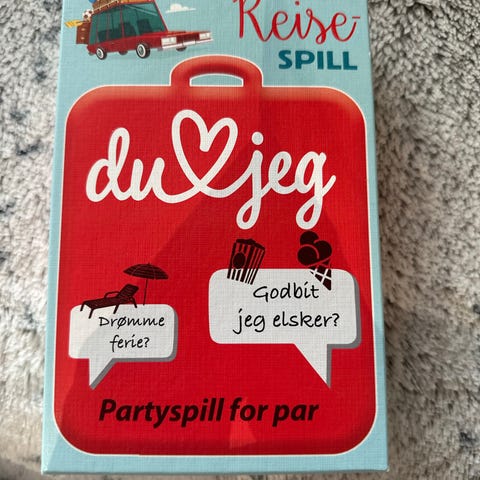 Reise-
SPILL
du jeg
Godbit
jeg elsker?
Drømme
ferie?
Partyspill for par